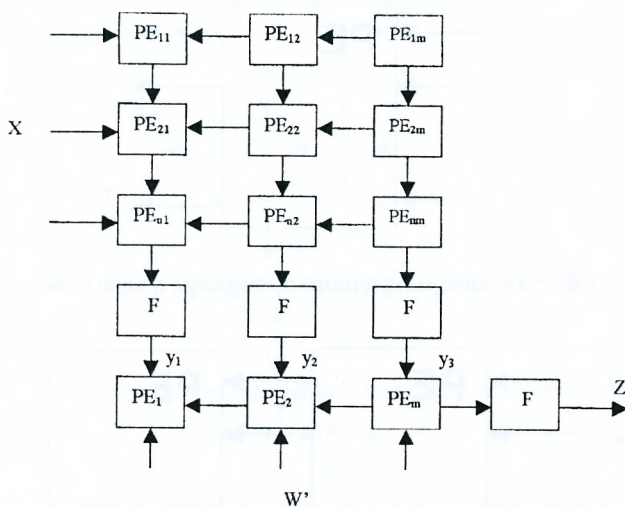 PE₁₁ PE₁₂ PE₁ₘ
X
PE₂₁ PE₂₂ PE₂ₘ
PEₙ₁ PEₙ₂ PEₙₘ
F F F
y₁ y₂ y₃
PE₁ PE₂ PEₘ F Z
W'